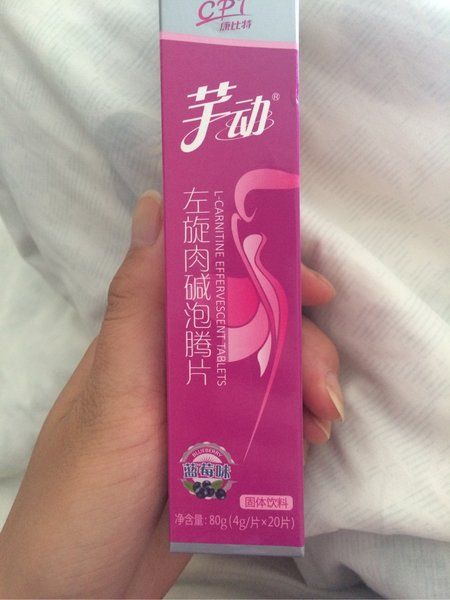 CPT
康比特
芋动®
左旋肉碱泡腾片
L-CARNITINE EFFERVESCENT TABLETS
BLUEBERRY
蓝莓味
固体饮料
净含量: 80g (4g/片×20片)